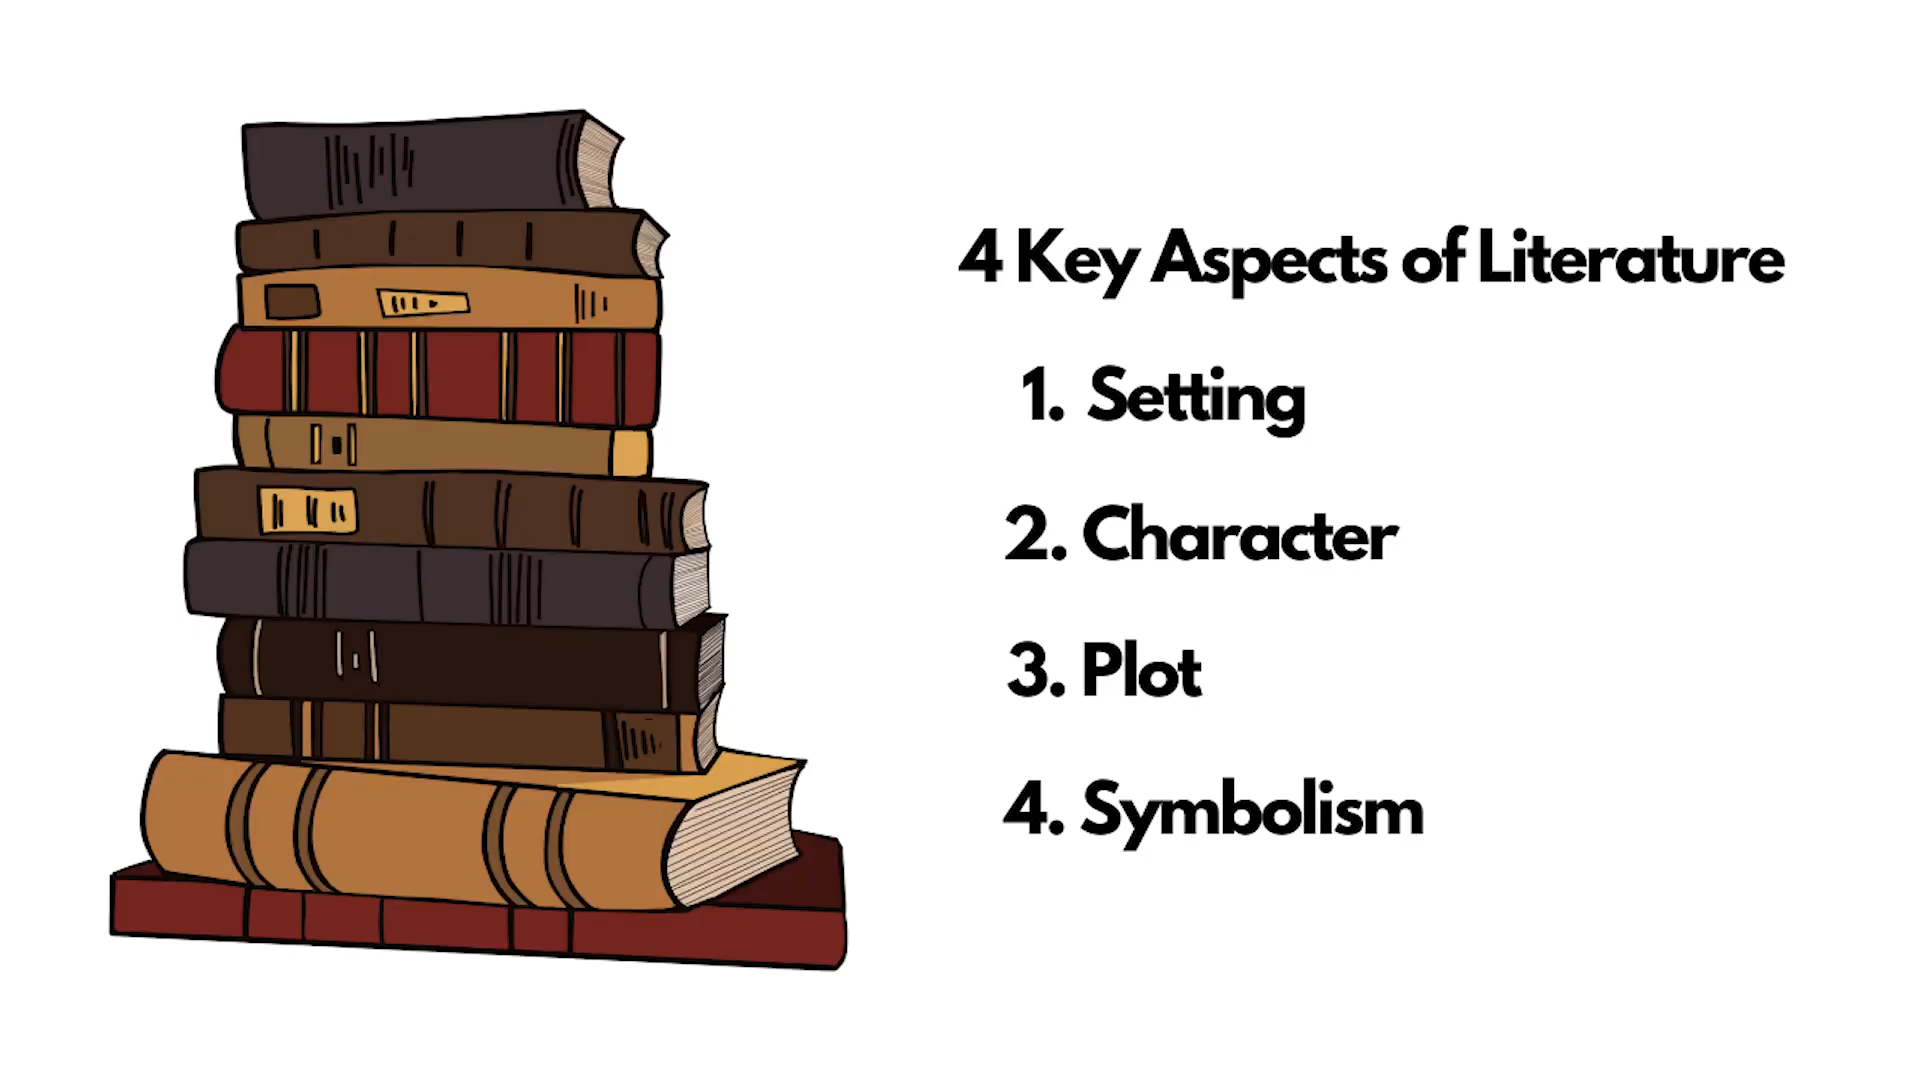 4 Key Aspects of Literature
1. Setting
2. Character
3. Plot
4. Symbolism